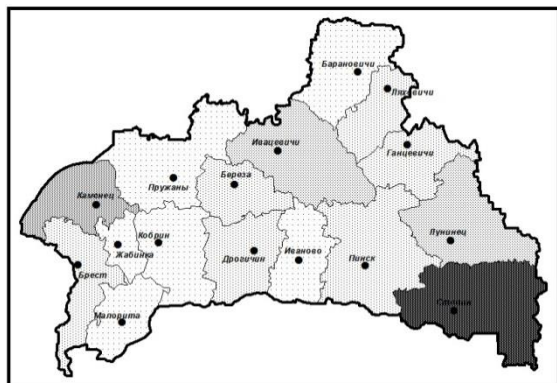 Барановичи
Ляховичи
Ивацевичи
Ганцевичи
Береза
Пружаны
Каменец
Кобрин
Жабинка
Лунинец
Дрогичин
Иваново
Пинск
Брест
Столин
Малорита